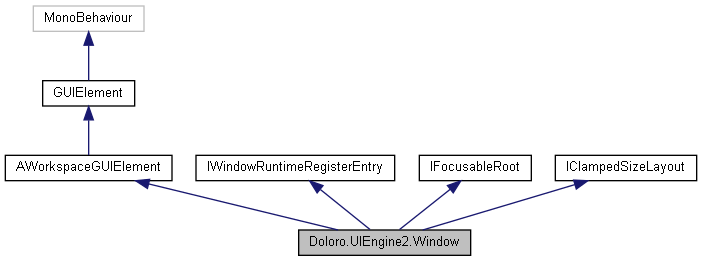 MonoBehaviour
GUIElement
AWorkspaceGUIElement
IWindowRuntimeRegisterEntry
IFocusableRoot
IClampedSizeLayout
Doloro.UIEngine2.Window